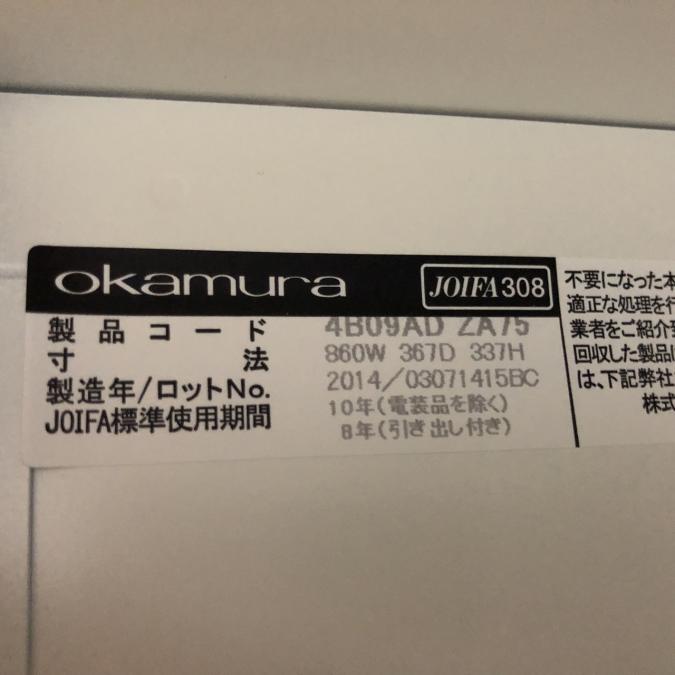 okamura JOIFA308
製品コード 4B09AD ZA75
寸法 860W 367D 337H
製造年/ロットNo. 2014/03071415BC
JOIFA標準使用期間 10年(電装品を除く)
8年(引き出し付き)
不要になった本
適正な処理を行
業者をご紹介
回収した製品
は、下記弊社
株式